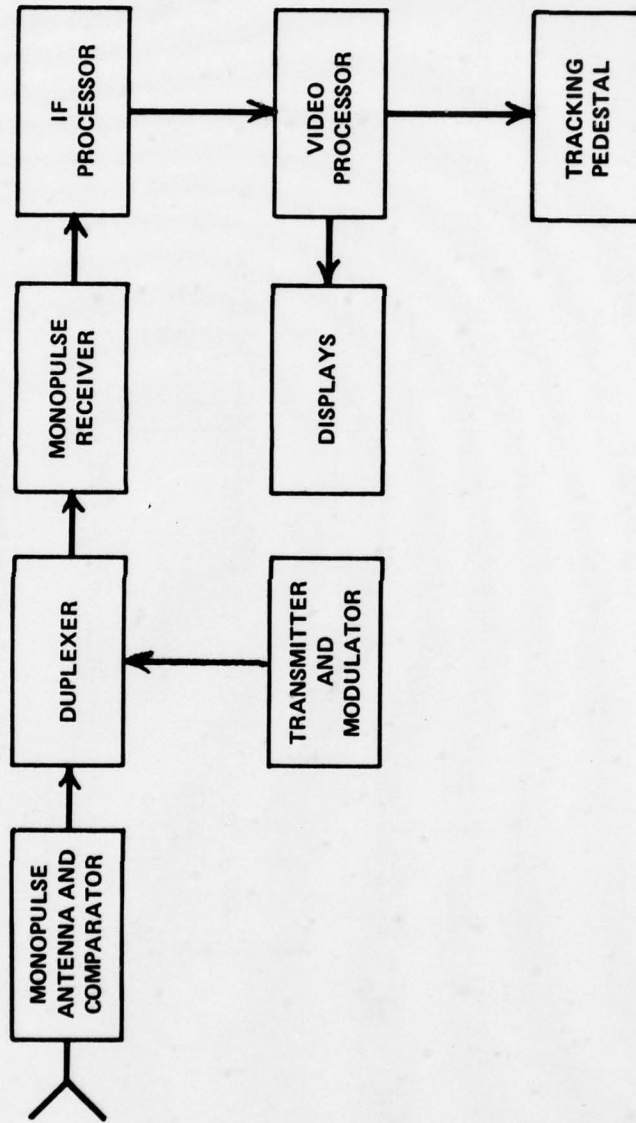 MONOPULSE
ANTENNA AND
COMPARATOR
DUPLEXER
MONOPULSE
RECEIVER
IF
PROCESSOR
TRANSMITTER
AND
MODULATOR
DISPLAYS
VIDEO
PROCESSOR
TRACKING
PEDESTAL